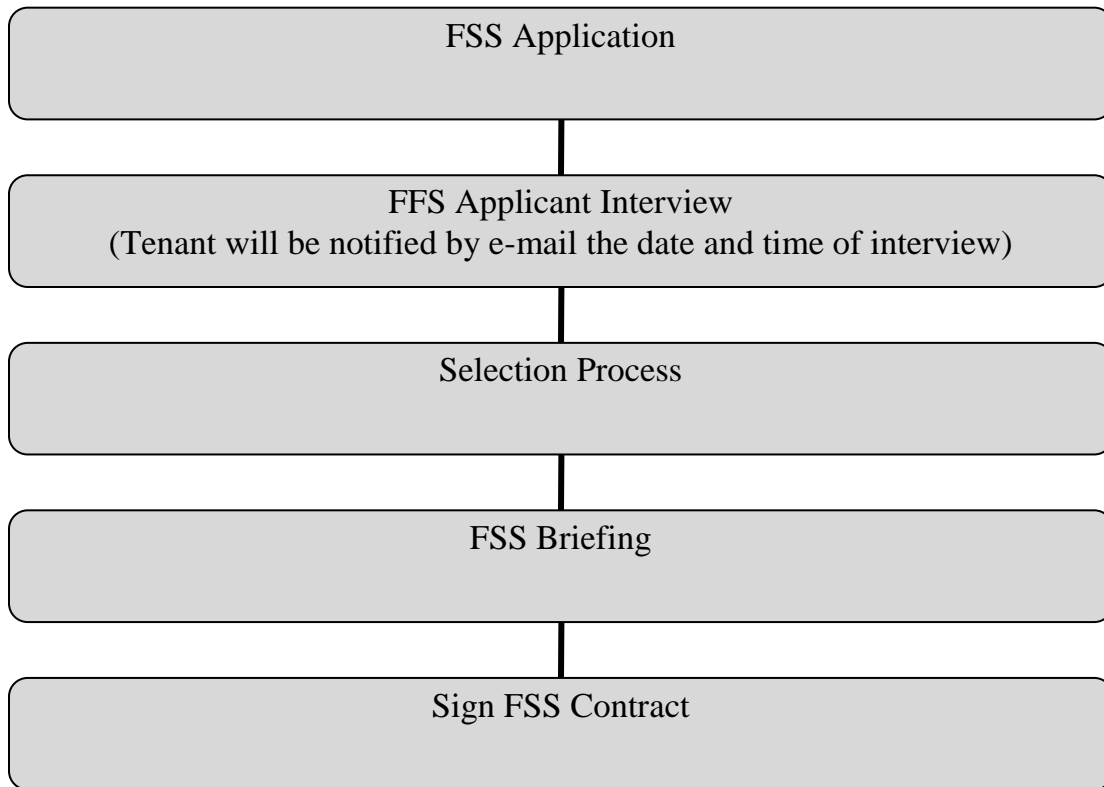 FSS Application
FFS Applicant Interview
(Tenant will be notified by e-mail the date and time of interview)
Selection Process
FSS Briefing
Sign FSS Contract